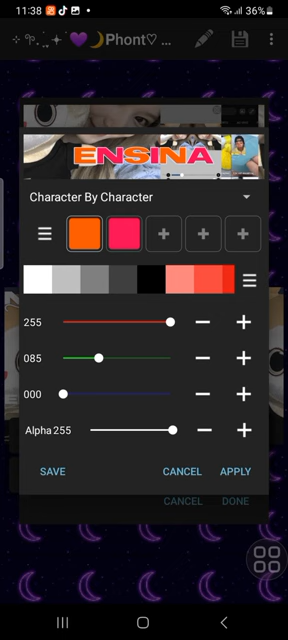 11:38 36%
Phont♡ ...
ENSINA
Character By Character
255
085
000
Alpha 255
SAVE CANCEL APPLY
CANCEL DONE